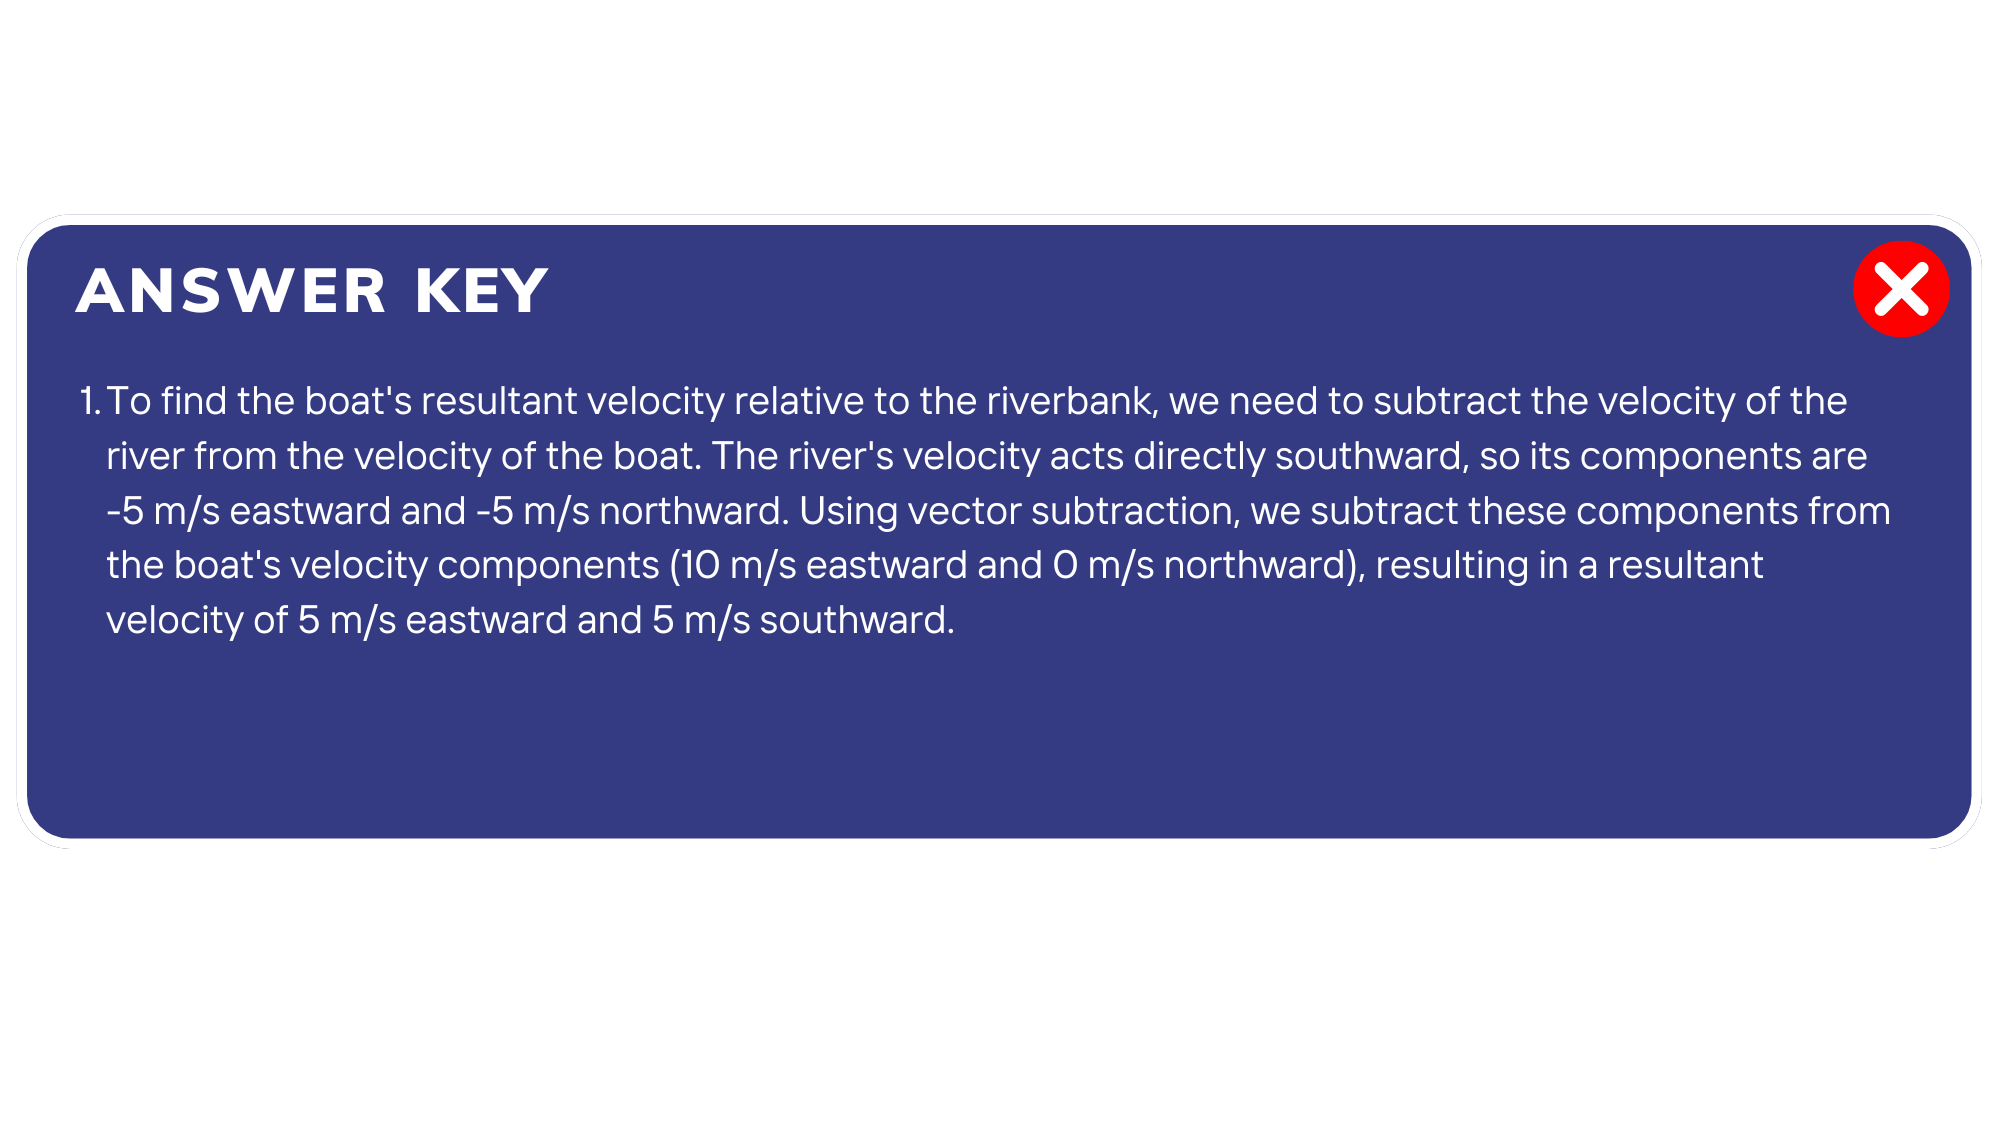 ANSWER KEY
1. To find the boat's resultant velocity relative to the riverbank, we need to subtract the velocity of the
river from the velocity of the boat. The river's velocity acts directly southward, so its components are
-5 m/s eastward and -5 m/s northward. Using vector subtraction, we subtract these components from
the boat's velocity components (10 m/s eastward and 0 m/s northward), resulting in a resultant
velocity of 5 m/s eastward and 5 m/s southward.